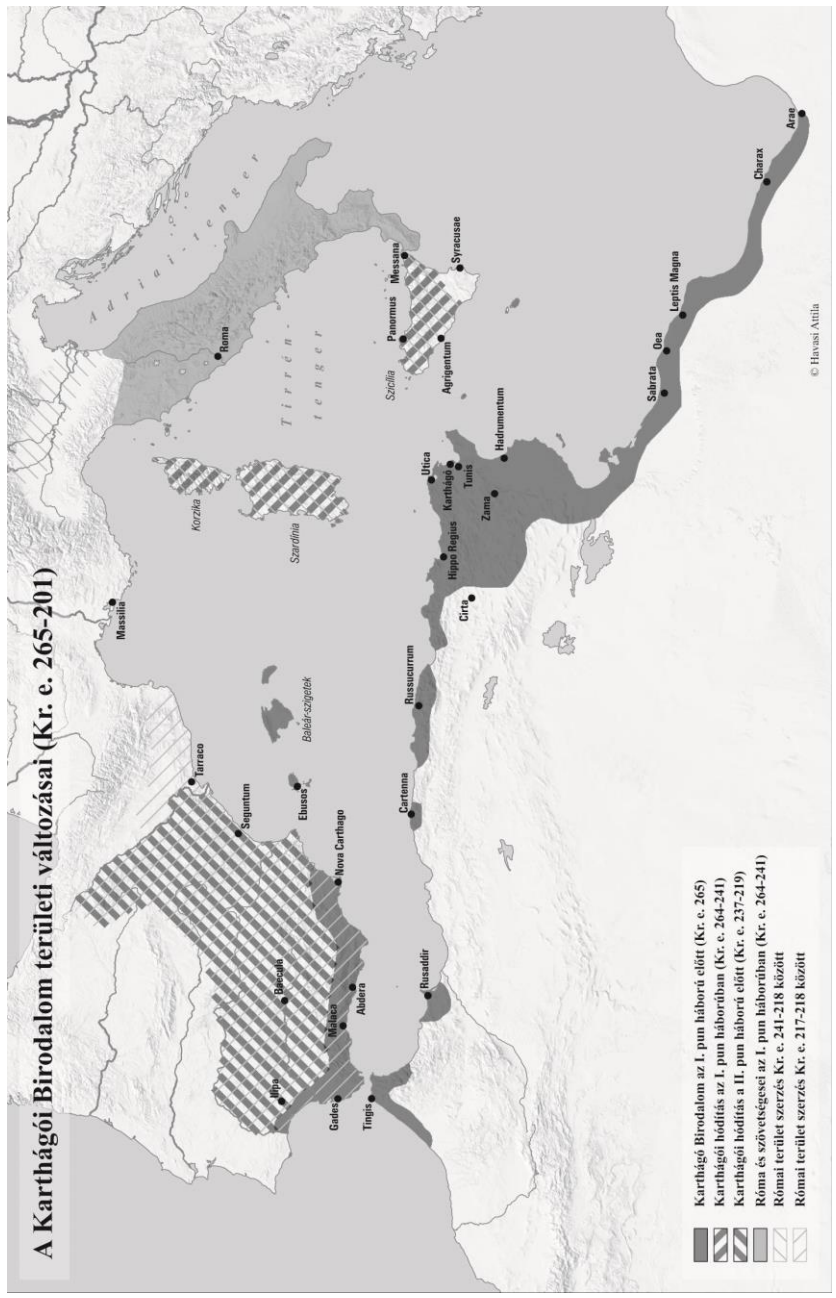 A Karthágói Birodalom területi változásai (Kr. e. 265-201)
Adriai-tenger
Tirrén-
tenger
Roma
Massilia
Korzika
Szardínia
Szicília
Panormus
Messana
Agrigentum
Syracusae
Tarraco
Seguntum
Baleár-szigetek
Ebusos
Nova Carthago
Baecula
Ilipa
Malaca
Abdera
Gades
Tingis
Rusaddir
Cartenna
Russucurrum
Hippo Regius
Cirta
Utica
Karthágó
Tunis
Zama
Hadrumentum
Sabrata
Oea
Leptis Magna
Charax
Arae
Karthágó Birodalom az I. pun háború előtt (Kr. e. 265)
Karthágói hódítás az I. pun háborúban (Kr. e. 264-241)
Karthágói hódítás a II. pun háború előtt (Kr. e. 237-219)
Róma és szövetségesei az I. pun háborúban (Kr. e. 264-241)
Római terület szerzés Kr. e. 241-218 között
Római terület szerzés Kr. e. 217-218 között
© Havasi Attila